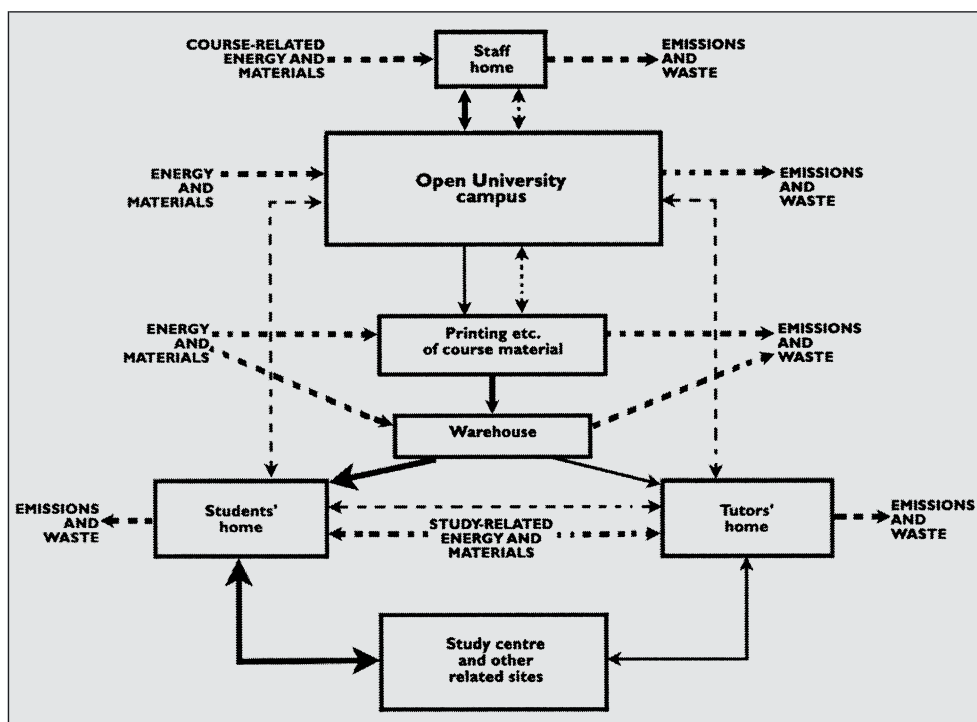 COURSE-RELATED
ENERGY AND
MATERIALS
Staff
home
EMISSIONS
AND
WASTE
ENERGY
AND
MATERIALS
Open University
campus
EMISSIONS
AND
WASTE
ENERGY
AND
MATERIALS
Printing etc.
of course material
EMISSIONS
AND
WASTE
Warehouse
EMISSIONS
AND
WASTE
Students'
home
STUDY-RELATED
ENERGY AND
MATERIALS
Tutors'
home
EMISSIONS
AND
WASTE
Study centre
and other
related sites